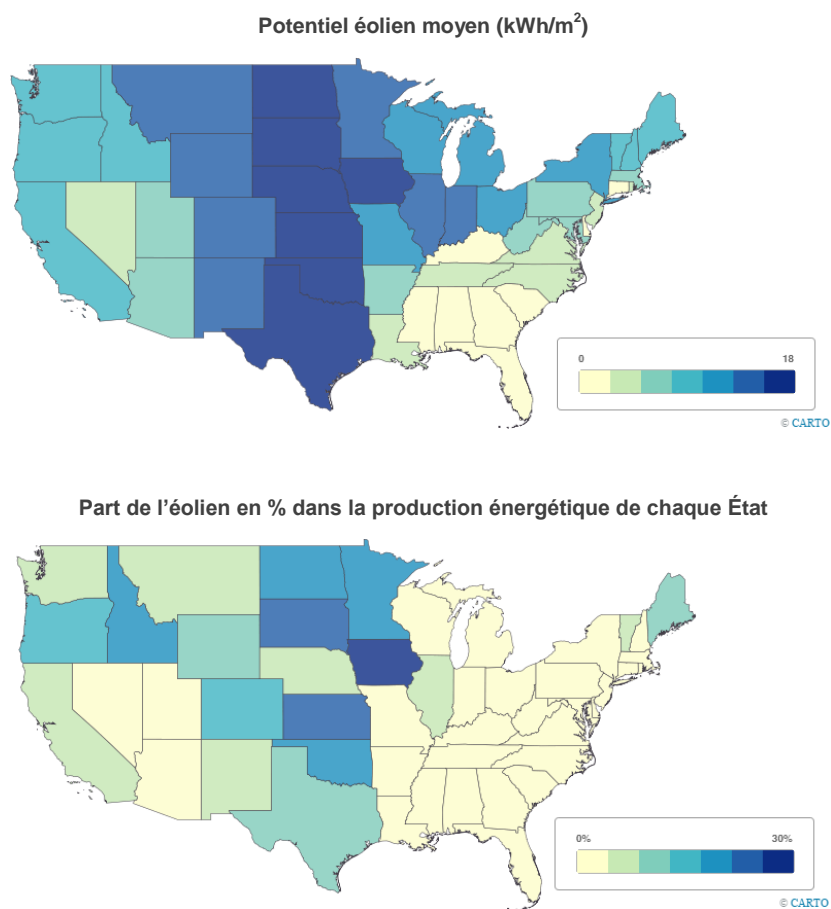 Potentiel éolien moyen (kWh/m²)
0 18
© CARTO
Part de l’éolien en % dans la production énergétique de chaque État
0% 30%
© CARTO